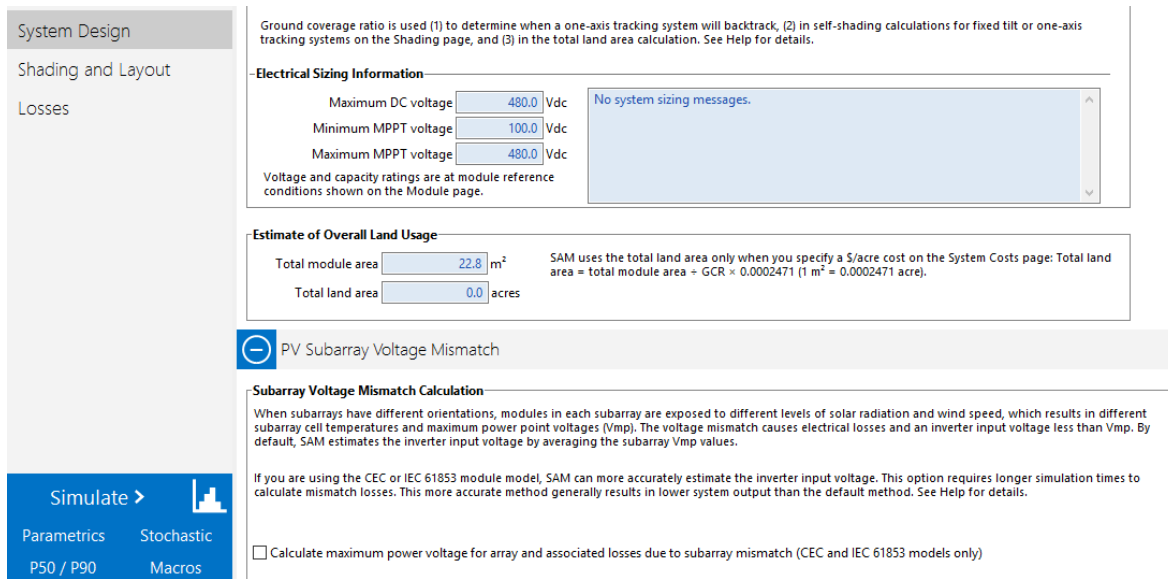 System Design
Shading and Layout
Losses
Simulate >
Parametrics Stochastic
P50 / P90 Macros
Ground coverage ratio is used (1) to determine when a one-axis tracking system will backtrack, (2) in self-shading calculations for fixed tilt or one-axis
tracking systems on the Shading page, and (3) in the total land area calculation. See Help for details.
Electrical Sizing Information
Maximum DC voltage 480.0 Vdc
Minimum MPPT voltage 100.0 Vdc
Maximum MPPT voltage 480.0 Vdc
Voltage and capacity ratings are at module reference
conditions shown on the Module page.
No system sizing messages.
Estimate of Overall Land Usage
Total module area 22.8 m²
Total land area 0.0 acres
SAM uses the total land area only when you specify a $/acre cost on the System Costs page: Total land
area = total module area ÷ GCR × 0.0002471 (1 m² = 0.0002471 acre).
PV Subarray Voltage Mismatch
Subarray Voltage Mismatch Calculation
When subarrays have different orientations, modules in each subarray are exposed to different levels of solar radiation and wind speed, which results in different
subarray cell temperatures and maximum power point voltages (Vmp). The voltage mismatch causes electrical losses and an inverter input voltage less than Vmp. By
default, SAM estimates the inverter input voltage by averaging the subarray Vmp values.
If you are using the CEC or IEC 61853 module model, SAM can more accurately estimate the inverter input voltage. This option requires longer simulation times to
calculate mismatch losses. This more accurate method generally results in lower system output than the default method. See Help for details.
Calculate maximum power voltage for array and associated losses due to subarray mismatch (CEC and IEC 61853 models only)